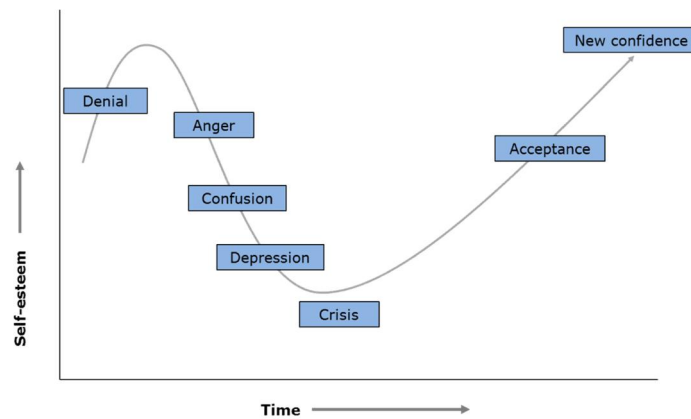 New confidence
Denial
Anger
Acceptance
Confusion
Depression
Crisis
Self-esteem
Time